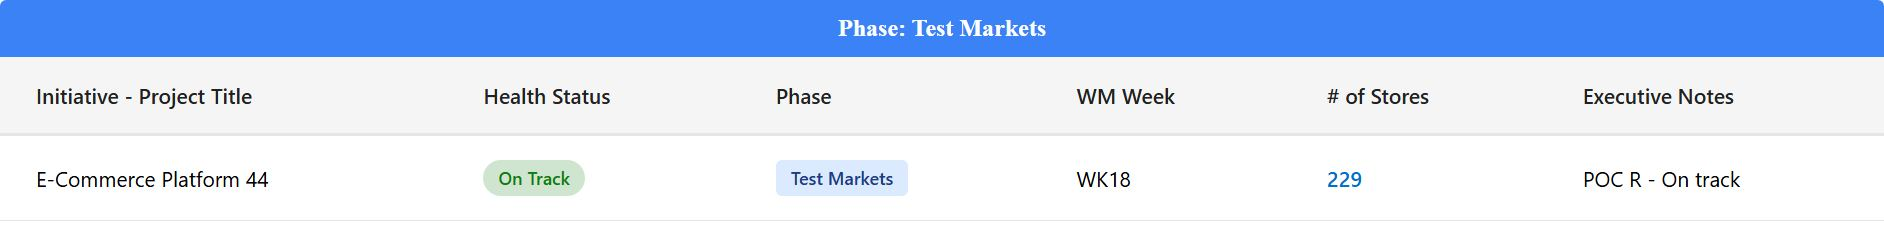 Phase: Test Markets
Initiative - Project Title Health Status Phase WM Week # of Stores Executive Notes
E-Commerce Platform 44 On Track Test Markets WK18 229 POC R - On track